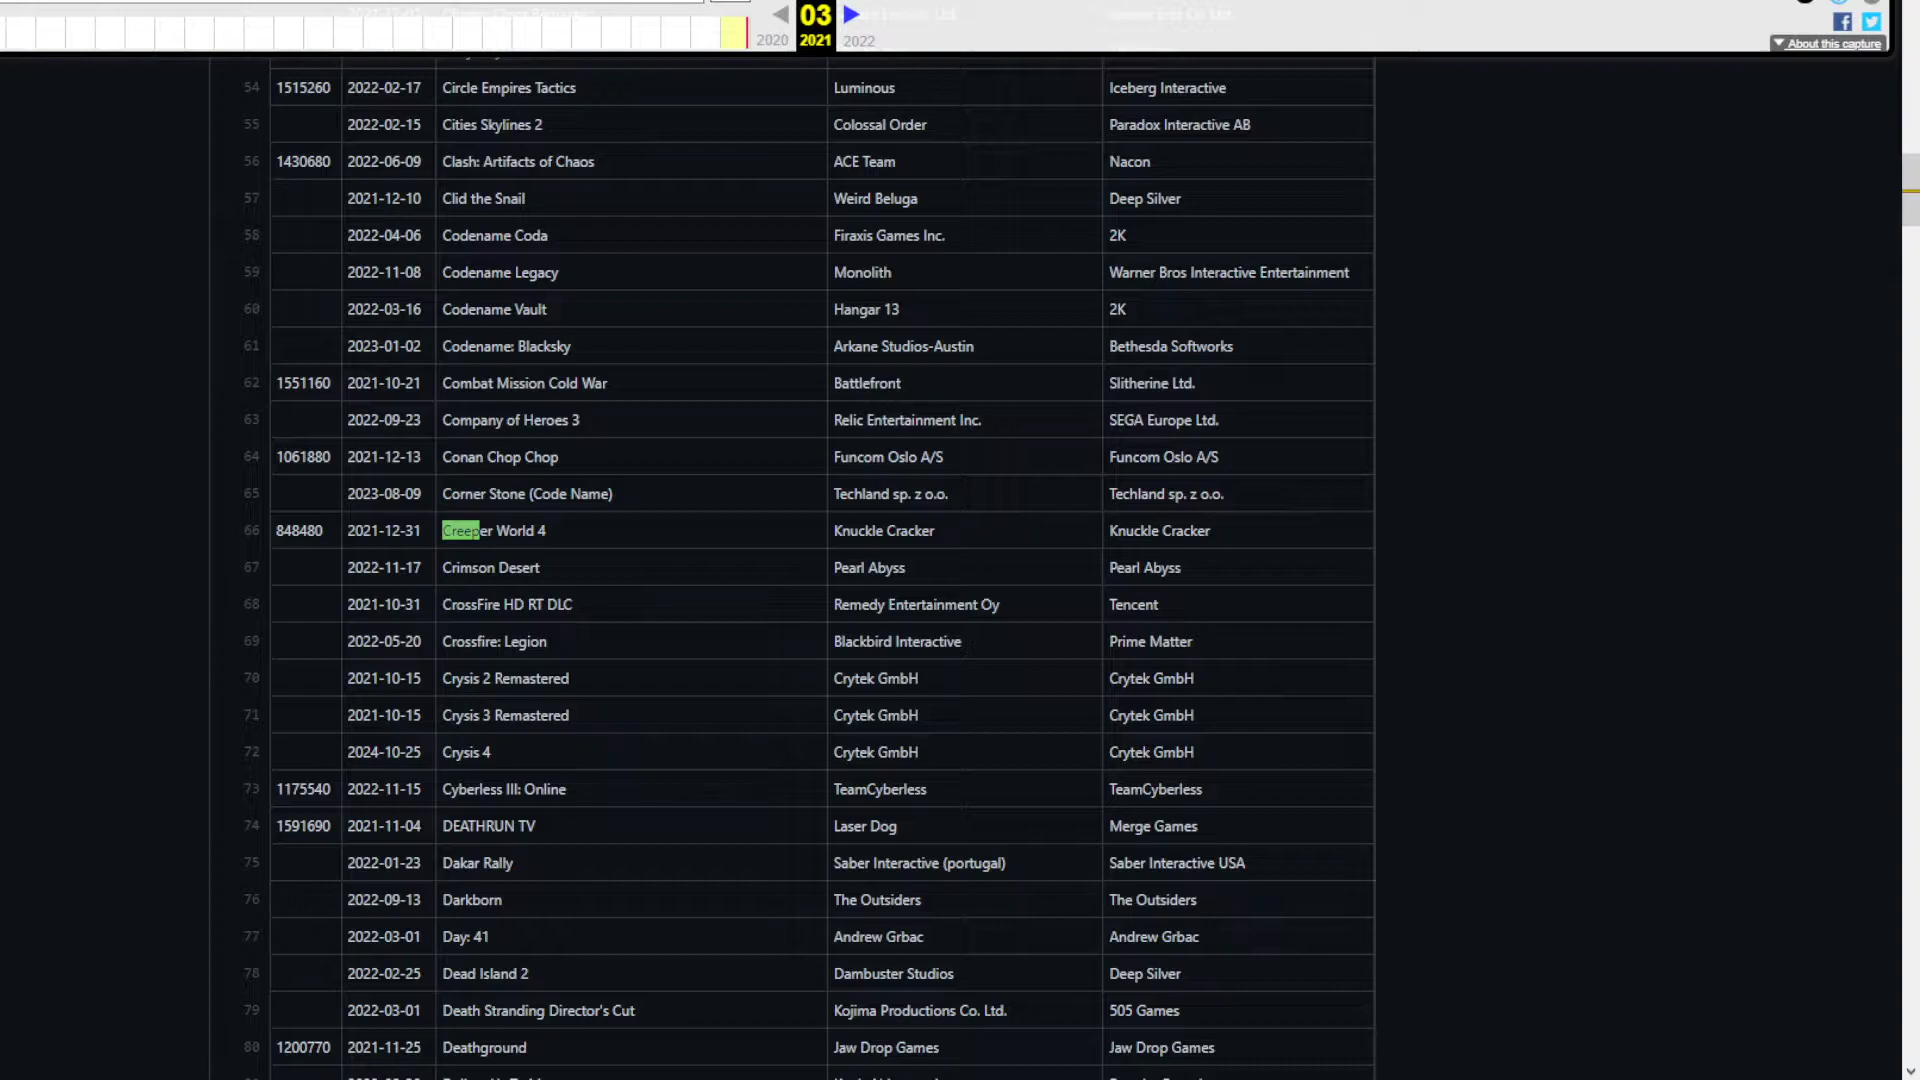 03
2020 2021 2022
About this capture
54 1515260 2022-02-17 Circle Empires Tactics Luminous Iceberg Interactive
55 2022-02-15 Cities Skylines 2 Colossal Order Paradox Interactive AB
56 1430680 2022-06-09 Clash: Artifacts of Chaos ACE Team Nacon
57 2021-12-10 Clid the Snail Weird Beluga Deep Silver
58 2022-04-06 Codename Coda Firaxis Games Inc. 2K
59 2022-11-08 Codename Legacy Monolith Warner Bros Interactive Entertainment
60 2022-03-16 Codename Vault Hangar 13 2K
61 2023-01-02 Codename: Blacksky Arkane Studios-Austin Bethesda Softworks
62 1551160 2021-10-21 Combat Mission Cold War Battlefront Slitherine Ltd.
63 2022-09-23 Company of Heroes 3 Relic Entertainment Inc. SEGA Europe Ltd.
64 1061880 2021-12-13 Conan Chop Chop Funcom Oslo A/S Funcom Oslo A/S
65 2023-08-09 Corner Stone (Code Name) Techland sp. z o.o. Techland sp. z o.o.
66 848480 2021-12-31 Creeper World 4 Knuckle Cracker Knuckle Cracker
67 2022-11-17 Crimson Desert Pearl Abyss Pearl Abyss
68 2021-10-31 CrossFire HD RT DLC Remedy Entertainment Oy Tencent
69 2022-05-20 Crossfire: Legion Blackbird Interactive Prime Matter
70 2021-10-15 Crysis 2 Remastered Crytek GmbH Crytek GmbH
71 2021-10-15 Crysis 3 Remastered Crytek GmbH Crytek GmbH
72 2024-10-25 Crysis 4 Crytek GmbH Crytek GmbH
73 1175540 2022-11-15 Cyberless III: Online TeamCyberless TeamCyberless
74 1591690 2021-11-04 DEATHRUN TV Laser Dog Merge Games
75 2022-01-23 Dakar Rally Saber Interactive (portugal) Saber Interactive USA
76 2022-09-13 Darkborn The Outsiders The Outsiders
77 2022-03-01 Day: 41 Andrew Grbac Andrew Grbac
78 2022-02-25 Dead Island 2 Dambuster Studios Deep Silver
79 2022-03-01 Death Stranding Director's Cut Kojima Productions Co. Ltd. 505 Games
80 1200770 2021-11-25 Deathground Jaw Drop Games Jaw Drop Games